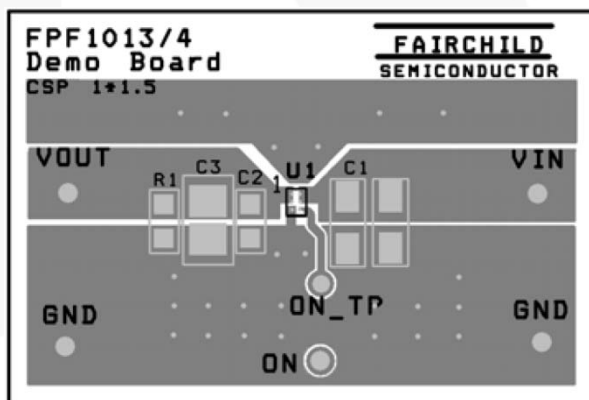 FPF1013/4
Demo Board
CSP 1*1.5
FAIRCHILD
SEMICONDUCTOR
VOUT
VIN
R1
C3
C2
1
U1
C1
ON_TP
GND
GND
ON